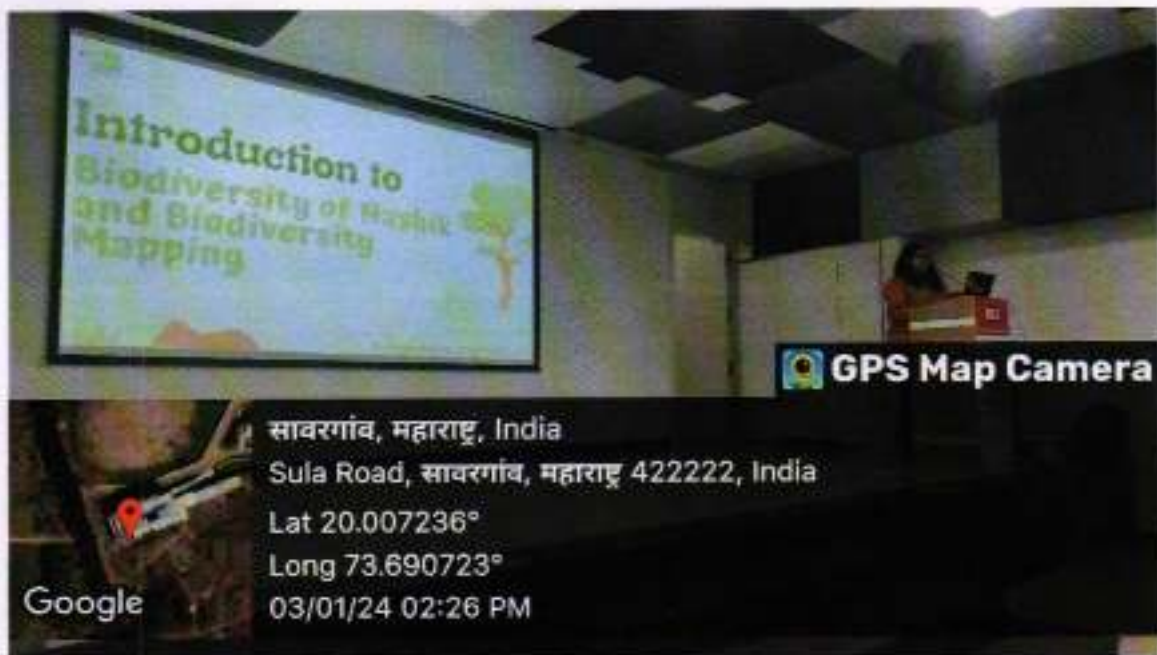 Introduction to
Biodiversity of Nashik
and Biodiversity
Mapping
GPS Map Camera
सावरगांव, महाराष्ट्र, India
Sula Road, सावरगांव, महाराष्ट्र 422222, India
Lat 20.007236°
Long 73.690723°
03/01/24 02:26 PM
Google